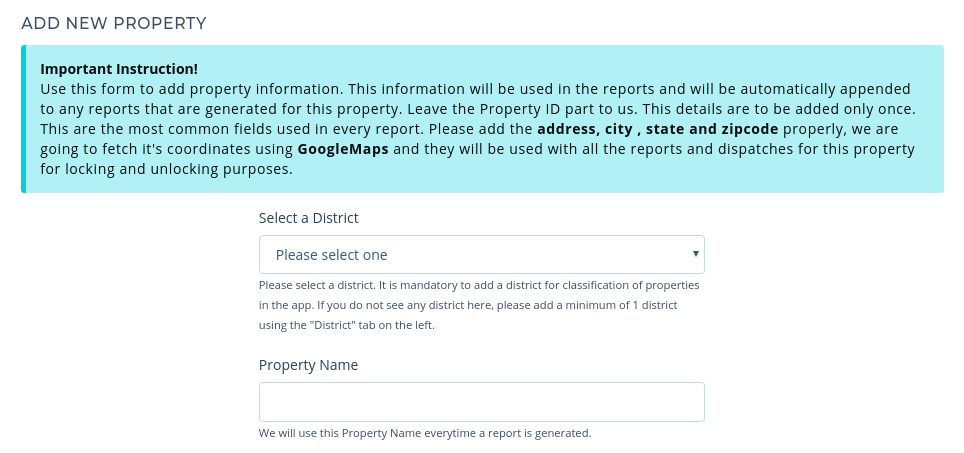 ADD NEW PROPERTY
Important Instruction!
Use this form to add property information. This information will be used in the reports and will be automatically appended
to any reports that are generated for this property. Leave the Property ID part to us. This details are to be added only once.
This are the most common fields used in every report. Please add the address, city , state and zipcode properly, we are
going to fetch it's coordinates using GoogleMaps and they will be used with all the reports and dispatches for this property
for locking and unlocking purposes.
Select a District
Please select one
Please select a district. It is mandatory to add a district for classification of properties
in the app. If you do not see any district here, please add a minimum of 1 district
using the "District" tab on the left.
Property Name
We will use this Property Name everytime a report is generated.